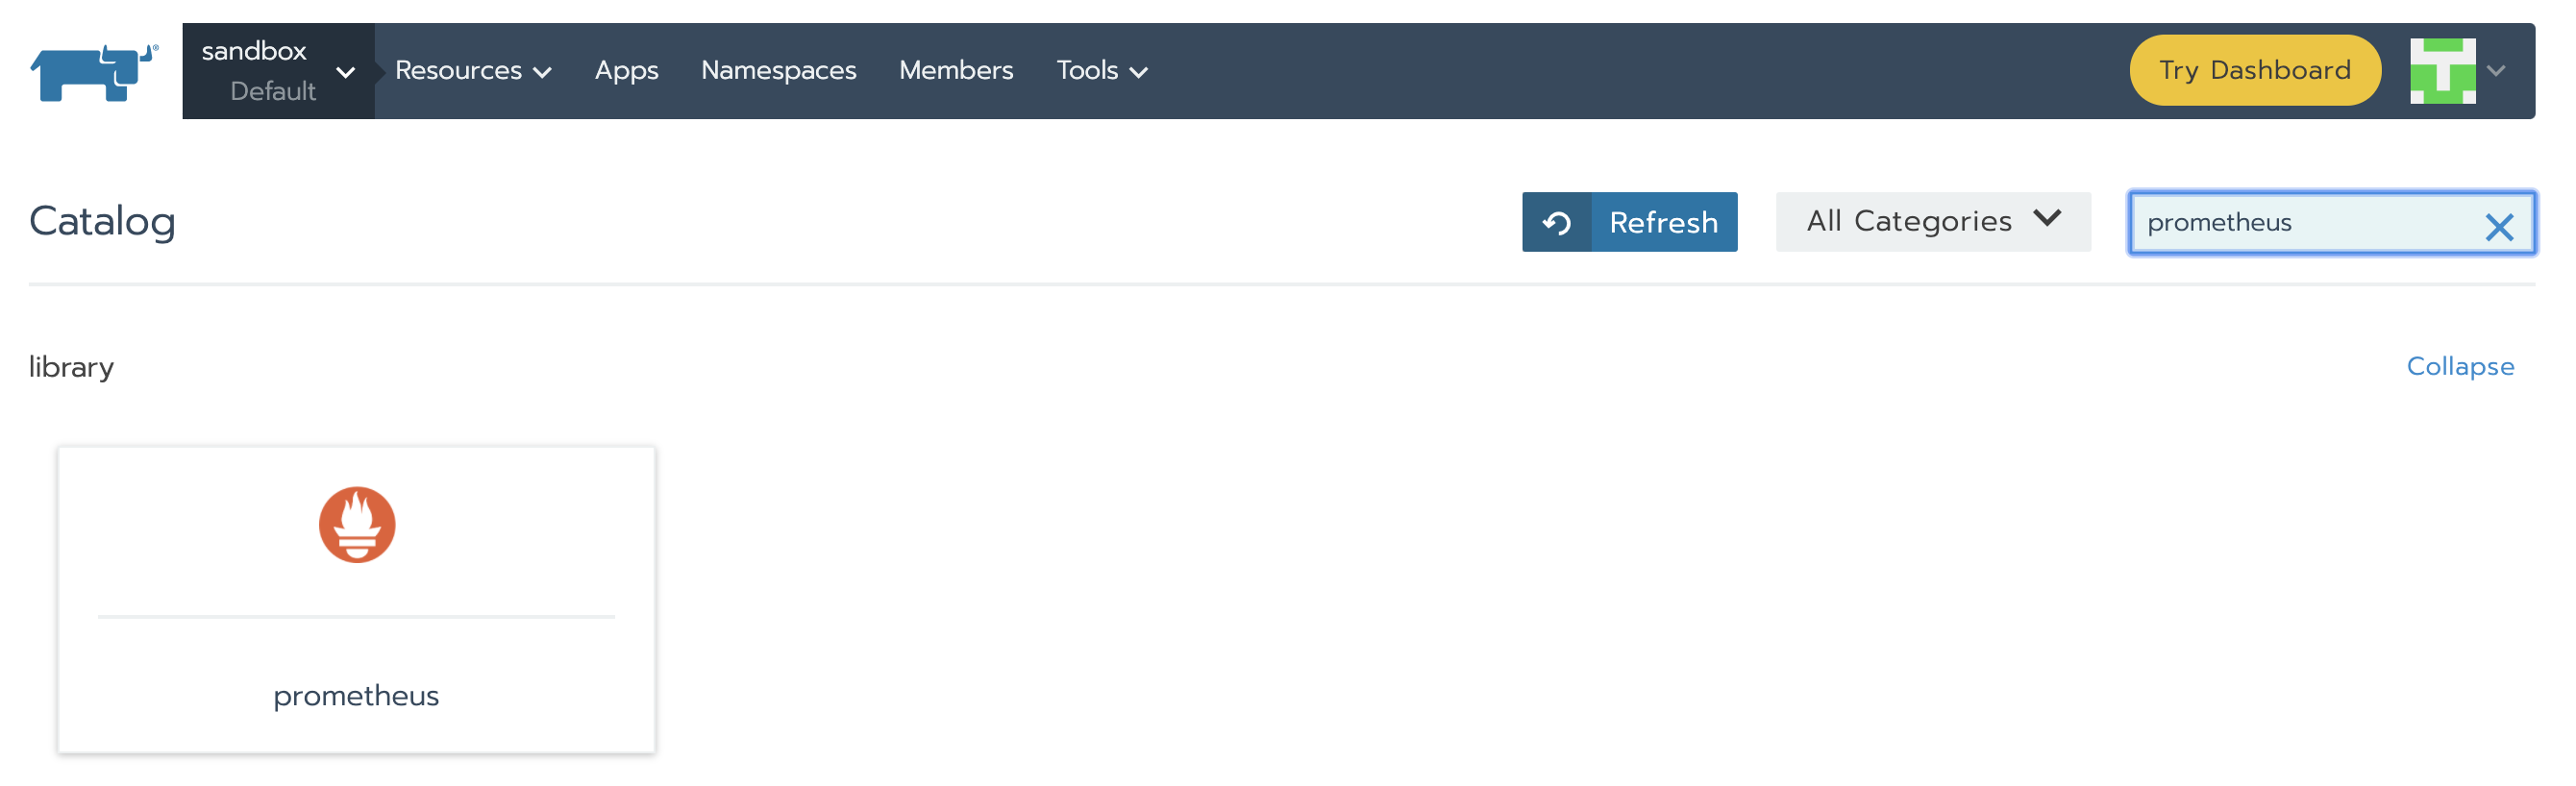 sandbox
Default
Resources Apps Namespaces Members Tools
Try Dashboard
Catalog
Refresh
All Categories
prometheus
library
Collapse
prometheus